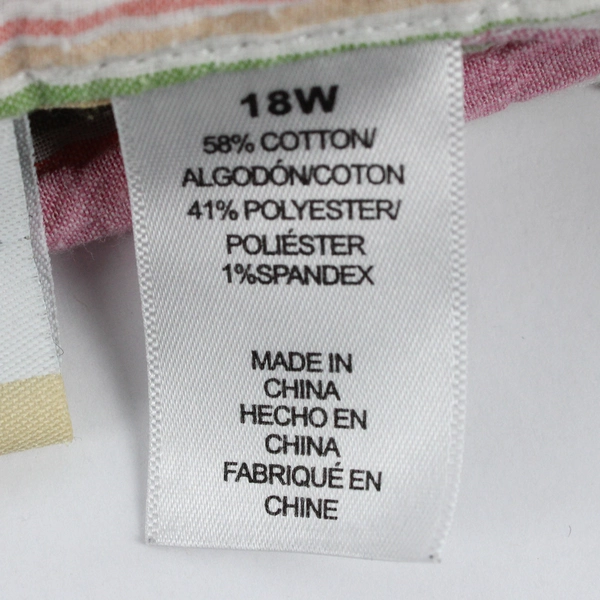 18W
58% COTTON/
ALGODÓN/COTON
41% POLYESTER/
POLIÉSTER
1%SPANDEX
MADE IN
CHINA
HECHO EN
CHINA
FABRIQUÉ EN
CHINE